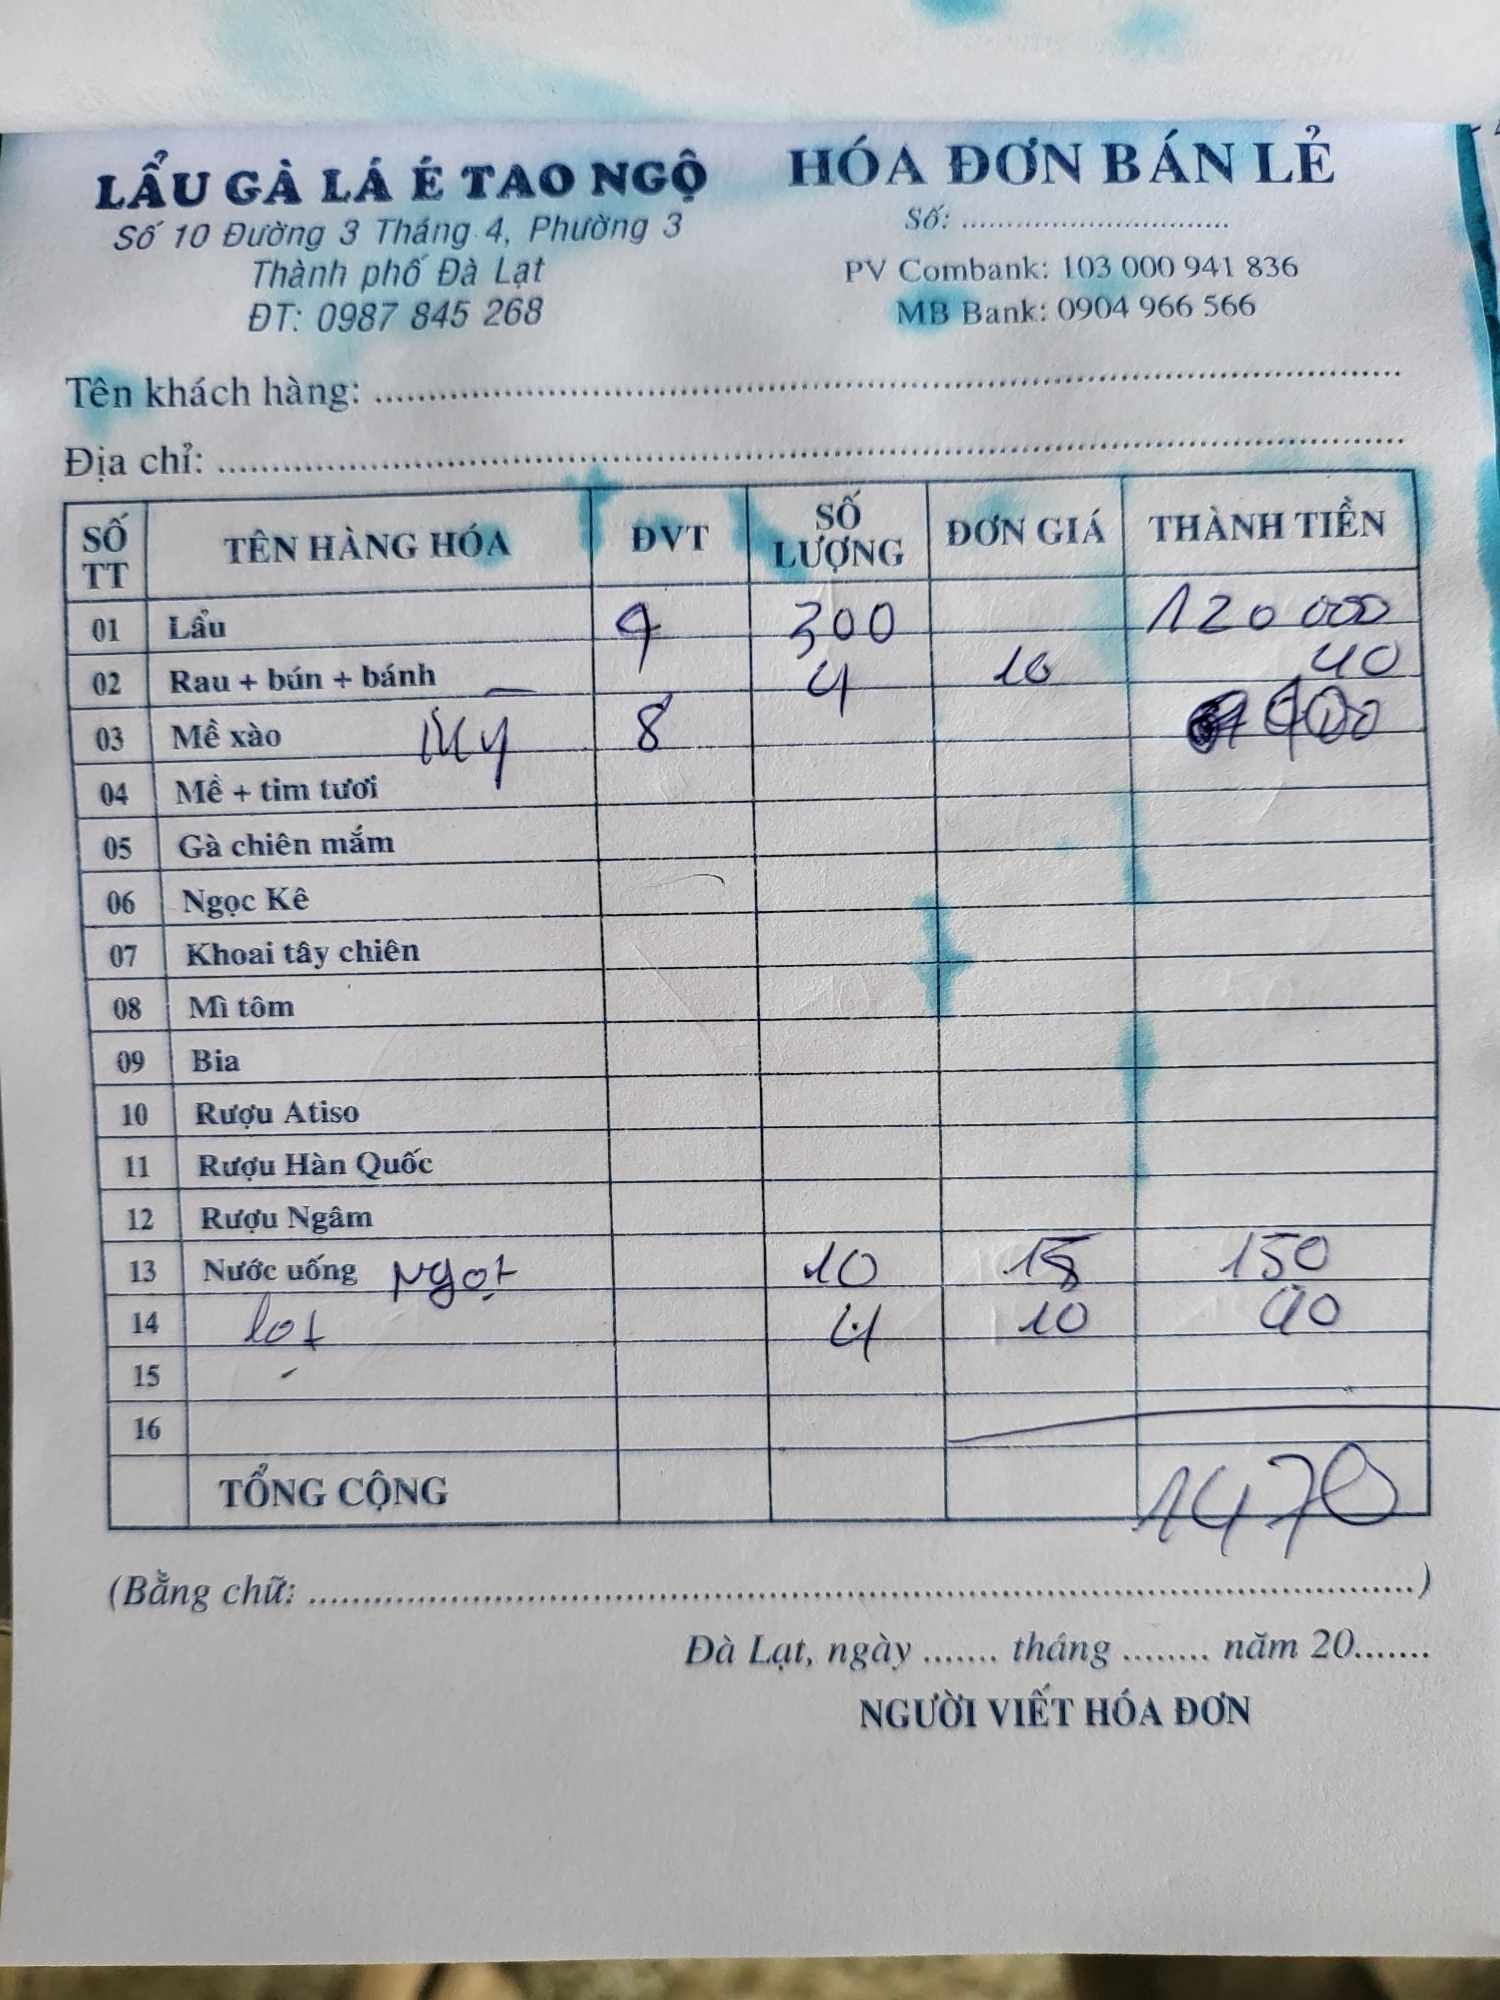 LẨU GÀ LÁ É TAO NGỘ
Số 10 Đường 3 Tháng 4, Phường 3
Thành phố Đà Lạt
ĐT: 0987 845 268
HÓA ĐƠN BÁN LẺ
Số: ..............................
PV Combank: 103 000 941 836
MB Bank: 0904 966 566
Tên khách hàng: ..............................
Địa chỉ: ..............................
SỐ TT TÊN HÀNG HÓA ĐVT SỐ LƯỢNG ĐƠN GIÁ THÀNH TIỀN
01 Lẩu 4 300 120 000
02 Rau + bún + bánh 4 10 40
03 Mề xào Mỳ 8
04 Mề + tim tươi
05 Gà chiên mắm
06 Ngọc Kê
07 Khoai tây chiên
08 Mì tôm
09 Bia
10 Rượu Atiso
11 Rượu Hàn Quốc
12 Rượu Ngâm
13 Nước uống Ngọt 10 15 150
14 lot 4 10 40
15
16
TỔNG CỘNG 1470
(Bằng chữ: ..............................)
Đà Lạt, ngày ....... tháng ........ năm 20.......
NGƯỜI VIẾT HÓA ĐƠN